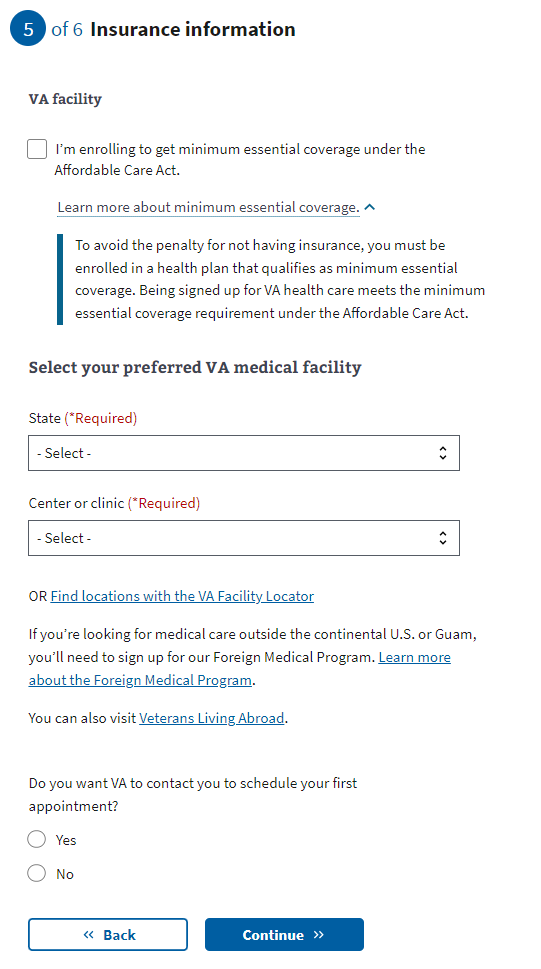 5 of 6 Insurance information
VA facility
I’m enrolling to get minimum essential coverage under the
Affordable Care Act.
Learn more about minimum essential coverage.
To avoid the penalty for not having insurance, you must be
enrolled in a health plan that qualifies as minimum essential
coverage. Being signed up for VA health care meets the minimum
essential coverage requirement under the Affordable Care Act.
Select your preferred VA medical facility
State (*Required)
- Select -
Center or clinic (*Required)
- Select -
OR Find locations with the VA Facility Locator
If you’re looking for medical care outside the continental U.S. or Guam,
you’ll need to sign up for our Foreign Medical Program. Learn more
about the Foreign Medical Program.
You can also visit Veterans Living Abroad.
Do you want VA to contact you to schedule your first
appointment?
Yes
No
« Back
Continue »